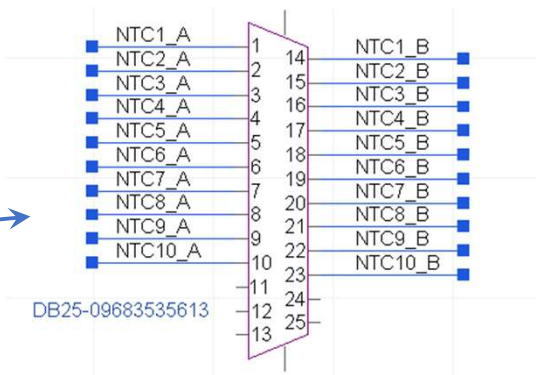 NTC1_A 1
14 NTC1_B
NTC2_A 2
15 NTC2_B
NTC3_A 3
16 NTC3_B
NTC4_A 4
17 NTC4_B
NTC5_A 5
18 NTC5_B
NTC6_A 6
19 NTC6_B
NTC7_A 7
20 NTC7_B
NTC8_A 8
21 NTC8_B
NTC9_A 9
22 NTC9_B
NTC10_A 10
23 NTC10_B
11
24
DB25-09683535613 12
25
13